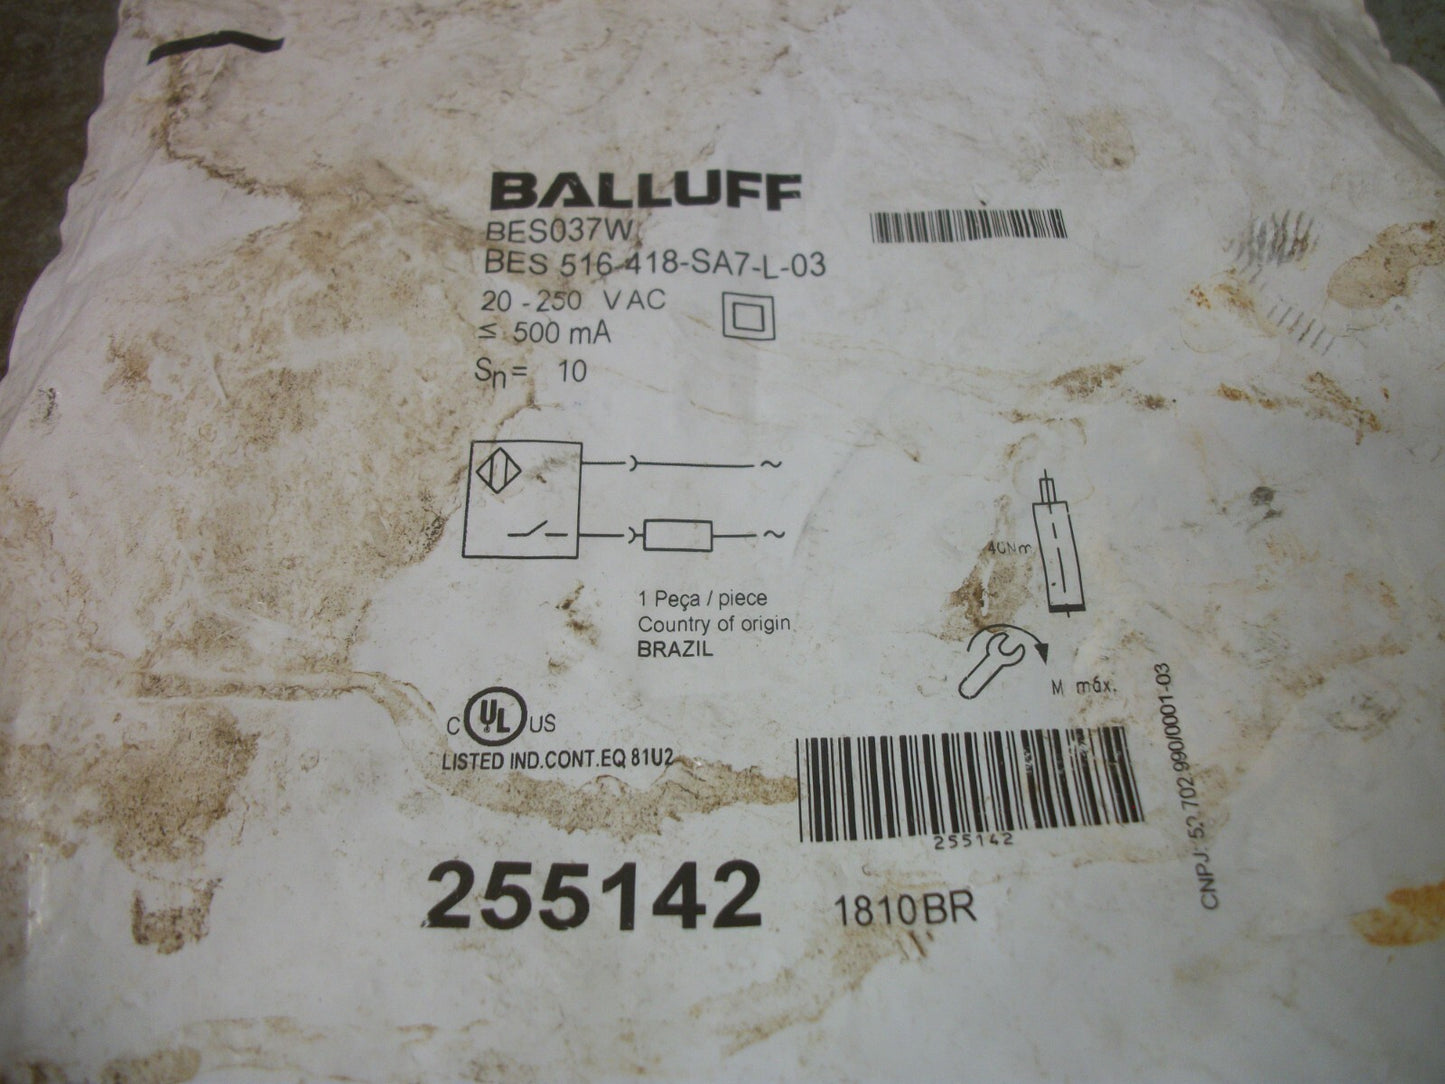 BALLUFF
BES037W
BES 516-418-SA7-L-03
20 - 250 V AC
≤ 500 mA
Sn = 10
~
~
40Nm
1 Peça / piece
Country of origin
BRAZIL
M máx.
C UL US
LISTED IND.CONT.EQ 81U2
255142
255142
1810BR
CNPJ: 52.702.990/0001-03